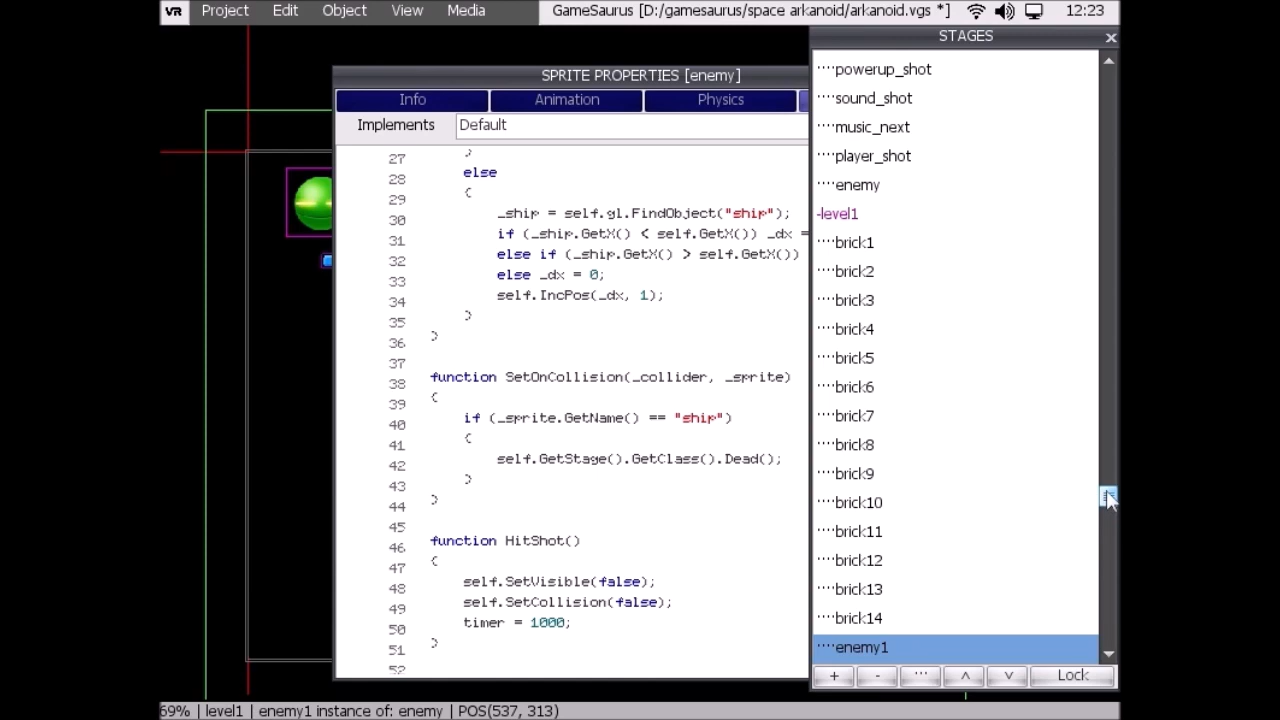 VR Project Edit Object View Media GameSaurus [D:/gamesaurus/space arkanoid/arkanoid.vgs *] 12:23
STAGES x
SPRITE PROPERTIES [enemy]
Info Animation Physics
Implements Default
27 }
28 else
29 {
30 _ship = self.gl.FindObject("ship");
31 if (_ship.GetX() < self.GetX()) _dx =
32 else if (_ship.GetX() > self.GetX())
33 else _dx = 0;
34 self.IncPos(_dx, 1);
35 }
36 }
37
38 function SetOnCollision(_collider, _sprite)
39 {
40 if (_sprite.GetName() == "ship")
41 {
42 self.GetStage().GetClass().Dead();
43 }
44 }
45
46 function HitShot()
47 {
48 self.SetVisible(false);
49 self.SetCollision(false);
50 timer = 1000;
51 }
52
····powerup_shot
····sound_shot
····music_next
····player_shot
····enemy
-level1
····brick1
····brick2
····brick3
····brick4
····brick5
····brick6
····brick7
····brick8
····brick9
····brick10
····brick11
····brick12
····brick13
····brick14
····enemy1
+ - ... ^ v Lock
69% | level1 | enemy1 instance of: enemy | POS(537, 313)